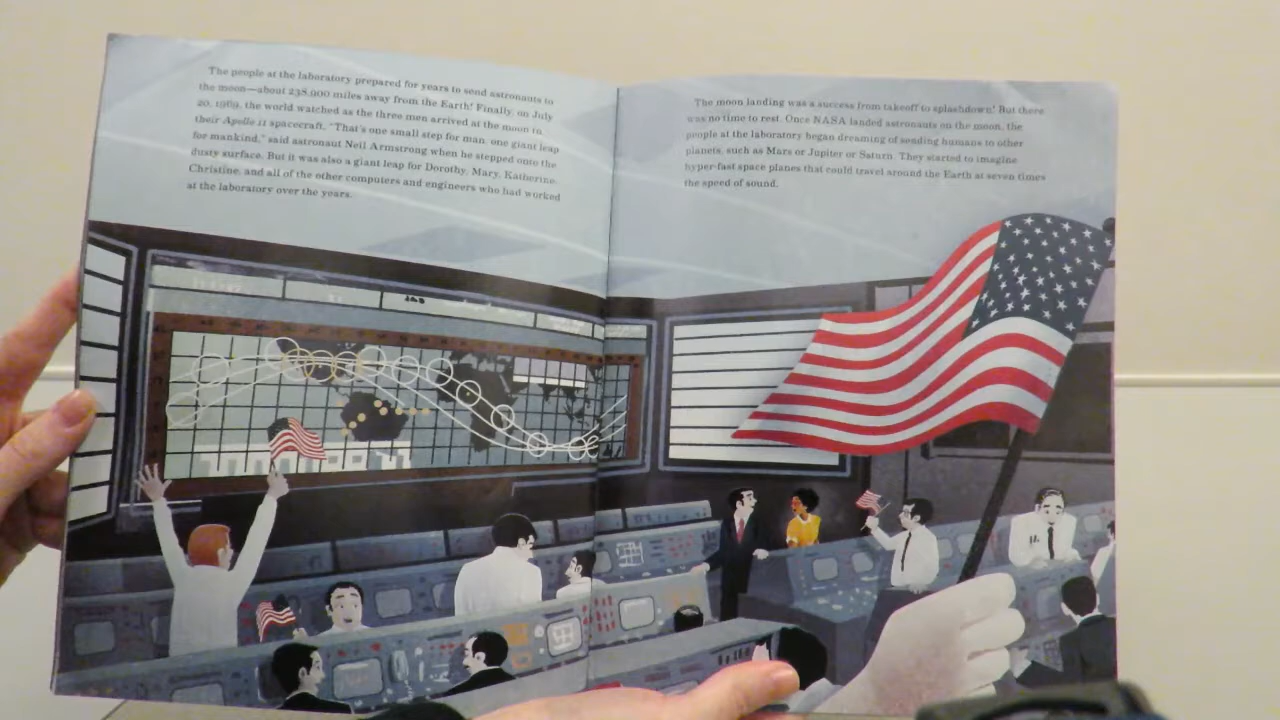 The people at the laboratory prepared for years to send astronauts to
the moon—about 238,900 miles away from the Earth! Finally, on July
20, 1969, the world watched as the three men arrived at the moon in
their Apollo 11 spacecraft. "That's one small step for man, one giant leap
for mankind," said astronaut Neil Armstrong when he stepped onto the
dusty surface. But it was also a giant leap for Dorothy, Mary, Katherine,
Christine, and all of the other computers and engineers who had worked
at the laboratory over the years.
The moon landing was a success from takeoff to splashdown! But there
was no time to rest. Once NASA landed astronauts on the moon, the
people at the laboratory began dreaming of sending humans to other
planets, such as Mars or Jupiter or Saturn. They started to imagine
hyper-fast space planes that could travel around the Earth at seven times
the speed of sound.